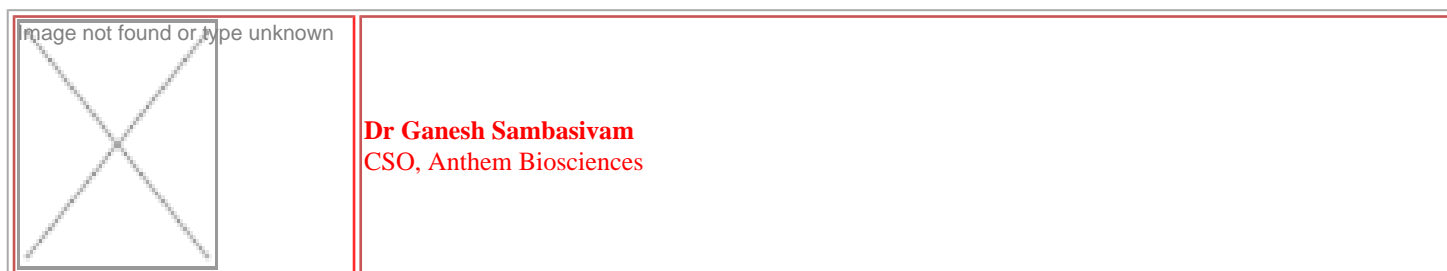 Image not found or type unknown
Dr Ganesh Sambasivam
CSO, Anthem Biosciences